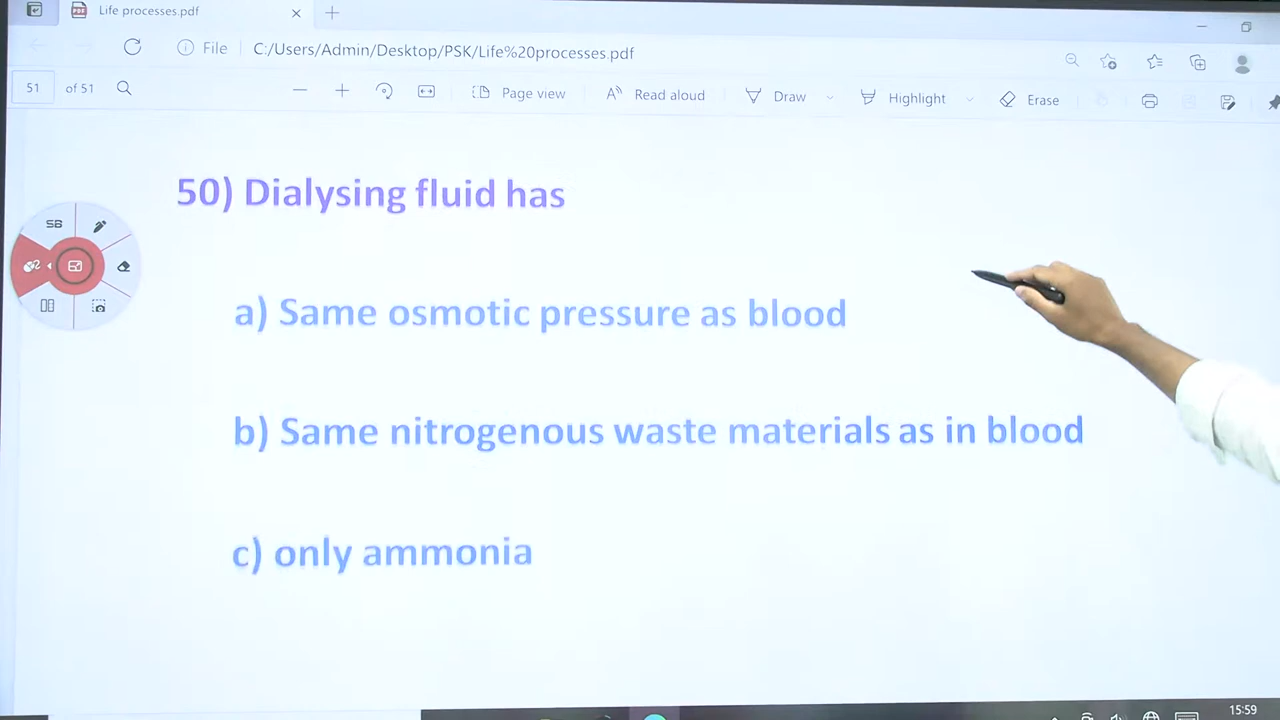 Life processes.pdf
File C:/Users/Admin/Desktop/PSK/Life%20processes.pdf
51 of 51 Page view Read aloud Draw Highlight Erase
50) Dialysing fluid has
SB
a) Same osmotic pressure as blood
b) Same nitrogenous waste materials as in blood
c) only ammonia
15:59